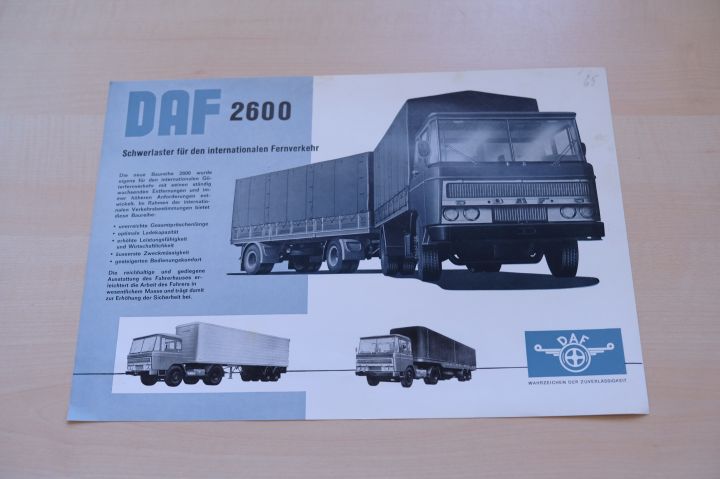 65
DAF 2600
Schwerlaster für den internationalen Fernverkehr
Die neue Baureihe 2600 wurde
eigens für den internationalen Gü-
terfernverkehr mit seinen ständig
wachsenden Entfernungen und im-
mer höheren Anforderungen ent-
wickelt. Im Rahmen der internatio-
nalen Verkehrsbestimmungen bietet
diese Baureihe:
• unerreichte Gesamtpritschenlänge
• optimale Ladekapazität
• erhöhte Leistungsfähigkeit
und Wirtschaftlichkeit
• äusserste Zweckmässigkeit
• gesteigerten Bedienungskomfort
Die reichhaltige und gediegene
Ausstattung des Fahrerhauses er-
leichtert die Arbeit des Fahrers in
wesentlichem Masse und trägt damit
zur Erhöhung der Sicherheit bei.
DAF
DAF
WAHRZEICHEN DER ZUVERLÄSSIGKEIT